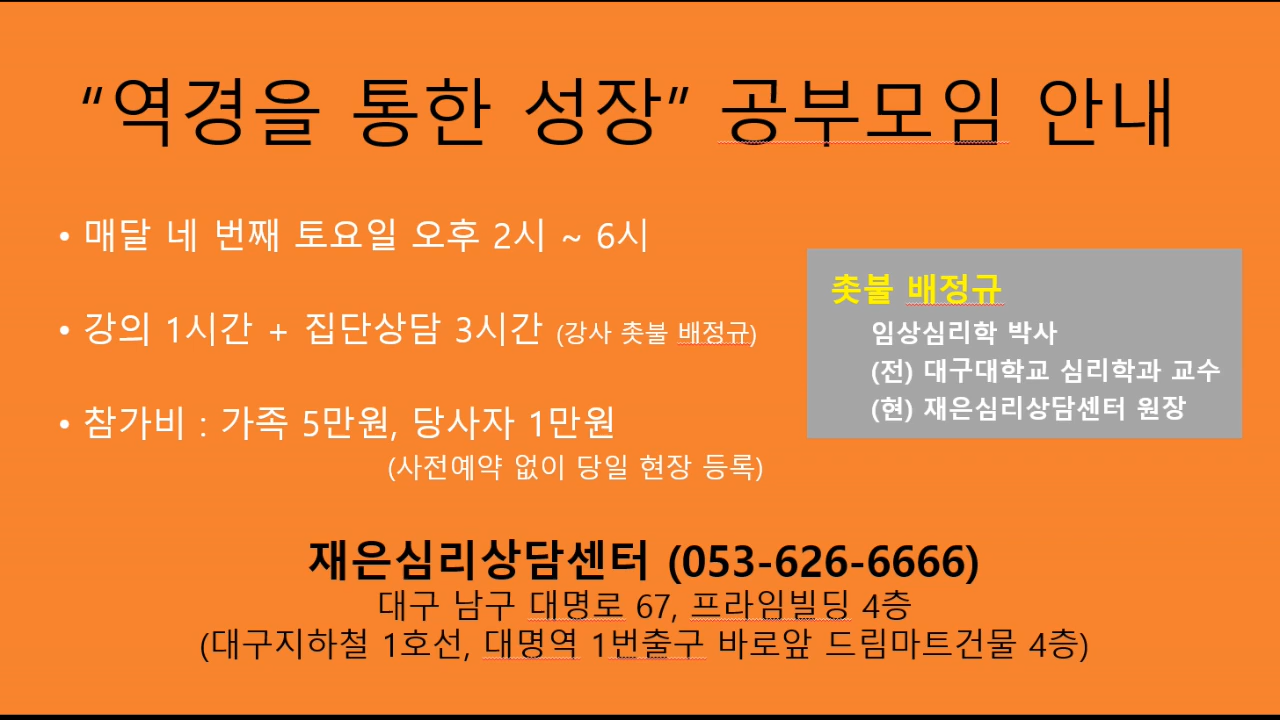 “역경을 통한 성장” 공부모임 안내
• 매달 네 번째 토요일 오후 2시 ~ 6시
• 강의 1시간 + 집단상담 3시간 (강사 촛불 배정규)
• 참가비 : 가족 5만원, 당사자 1만원
(사전예약 없이 당일 현장 등록)
촛불 배정규
임상심리학 박사
(전) 대구대학교 심리학과 교수
(현) 재은심리상담센터 원장
재은심리상담센터 (053-626-6666)
대구 남구 대명로 67, 프라임빌딩 4층
(대구지하철 1호선, 대명역 1번출구 바로앞 드림마트건물 4층)